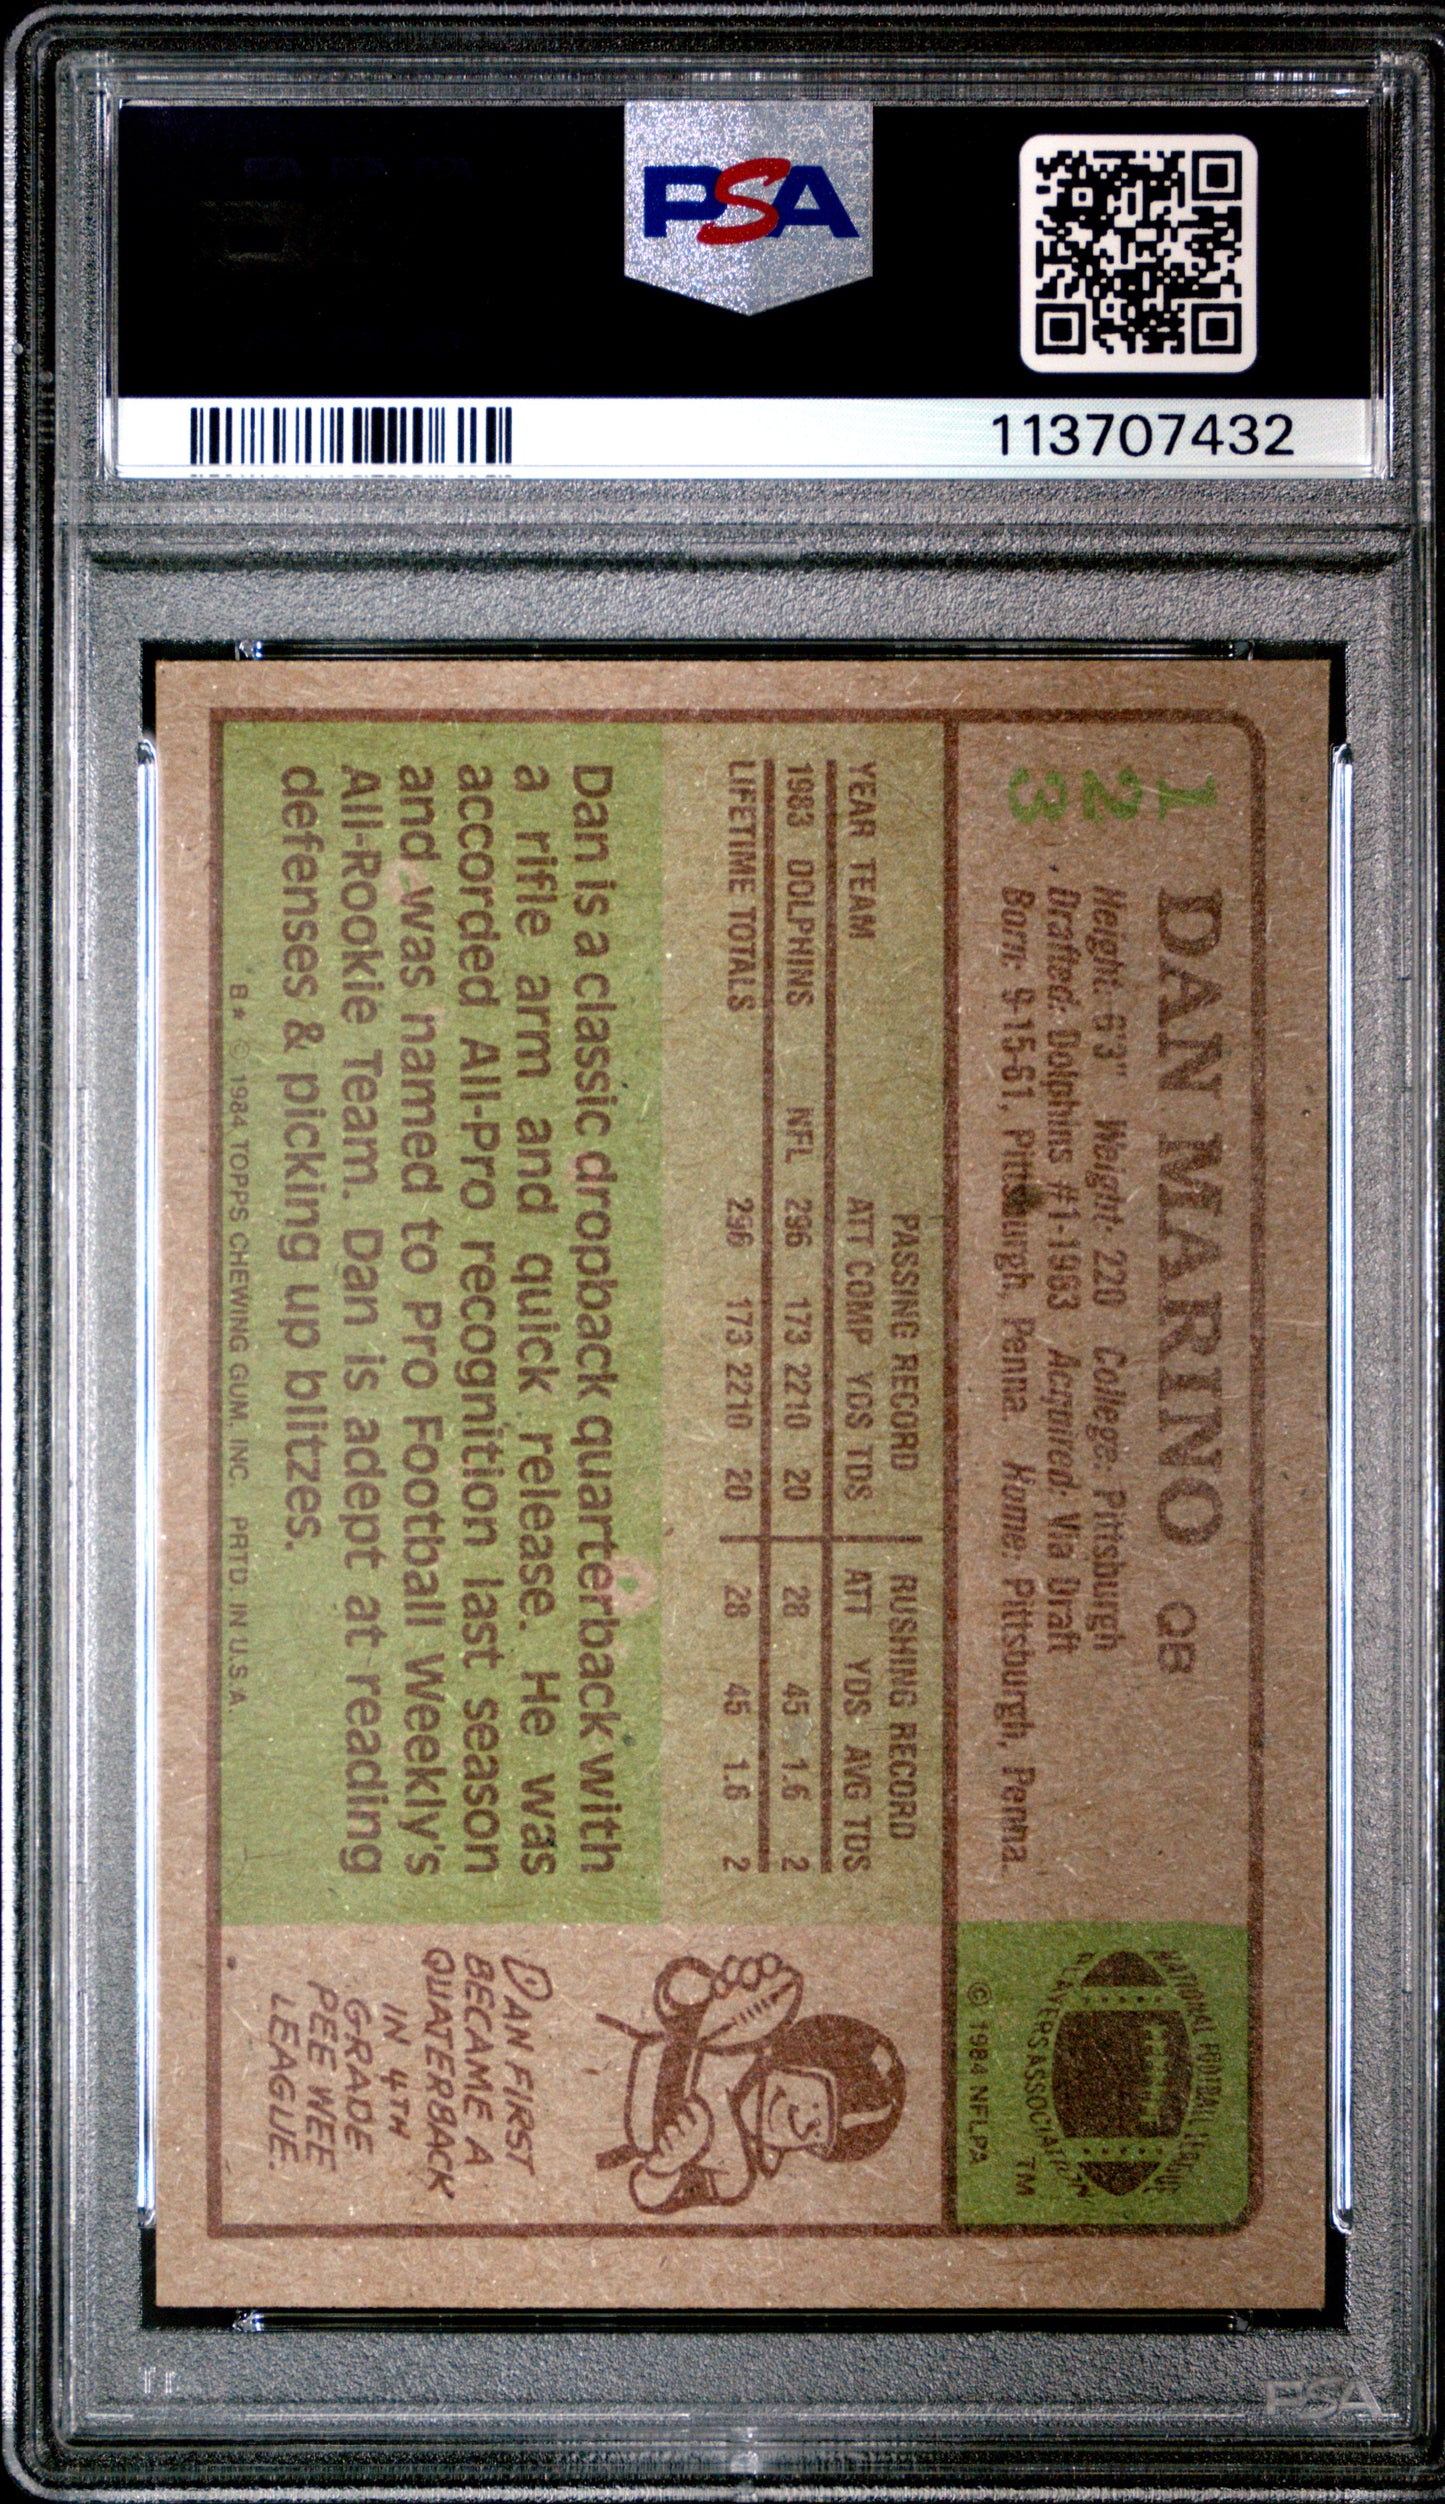 PSA
113707432
123
DAN MARINO QB
Height: 6'3" Weight: 220 College: Pittsburgh
Drafted: Dolphins #1-1983 Acquired: Via Draft
Born: 9-15-61, Pittsburgh, Penna. Home: Pittsburgh, Penna.
NATIONAL FOOTBALL LEAGUE
PLAYERS ASSOCIATION
TM
© 1984 NFLPA
PASSING RECORD RUSHING RECORD
YEAR TEAM ATT COMP YDS TDS ATT YDS AVG TDS
1983 DOLPHINS NFL 296 173 2210 20 28 45 1.6 2
LIFETIME TOTALS 296 173 2210 20 28 45 1.6 2
Dan is a classic dropback quarterback with
a rifle arm and quick release. He was
accorded All-Pro recognition last season
and was named to Pro Football Weekly's
All-Rookie Team. Dan is adept at reading
defenses & picking up blitzes.
B* © 1984 TOPPS CHEWING GUM, INC. PRTD. IN U.S.A.
DAN FIRST
BECAME A
QUATERBACK
IN 4TH
GRADE
PEE WEE
LEAGUE.
PSA